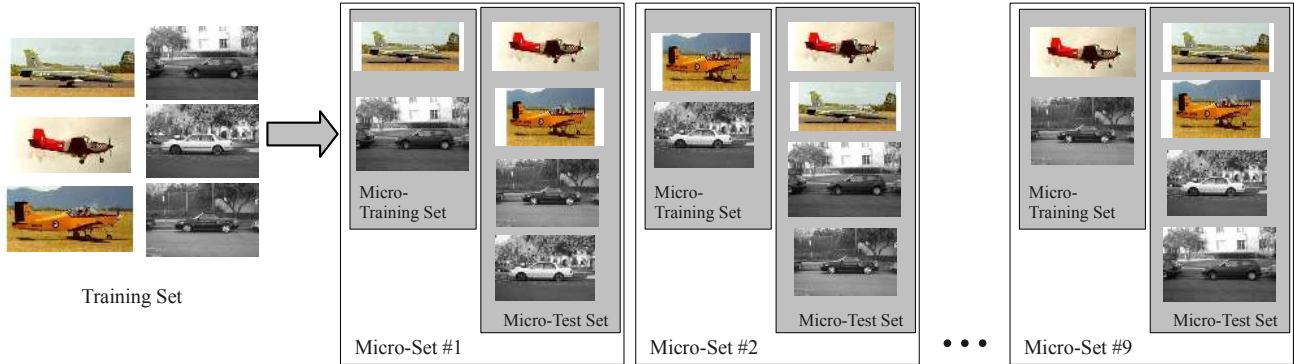 Training Set
Micro-
Training Set
Micro-Test Set
Micro-Set #1
Micro-
Training Set
Micro-Test Set
Micro-Set #2
Micro-
Training Set
Micro-Test Set
Micro-Set #9